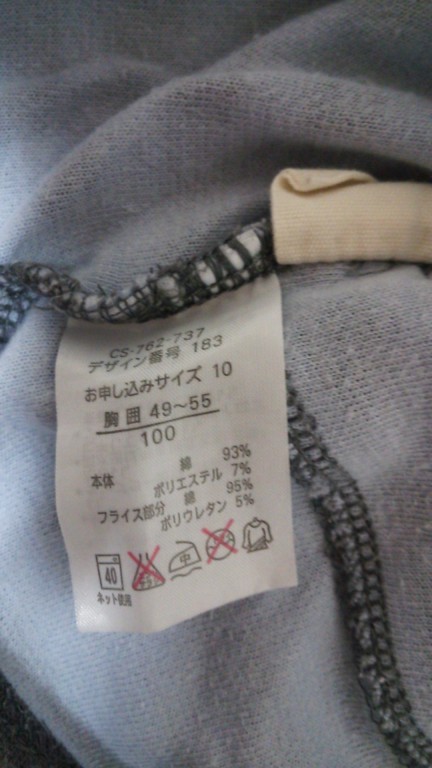 CS-762-737
デザイン番号 183
お申し込みサイズ 10
胸囲 49～55
100
本体 綿 93%
ポリエステル 7%
フライス部分 綿 95%
ポリウレタン 5%
40
中
ネット使用